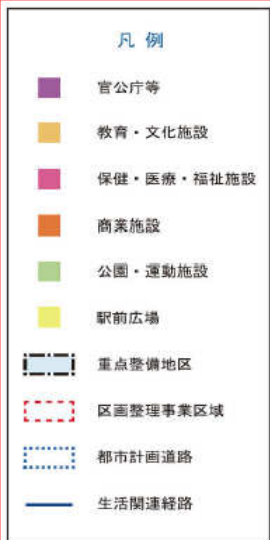 凡例
官公庁等
教育・文化施設
保健・医療・福祉施設
商業施設
公園・運動施設
駅前広場
重点整備地区
区画整理事業区域
都市計画道路
生活関連経路